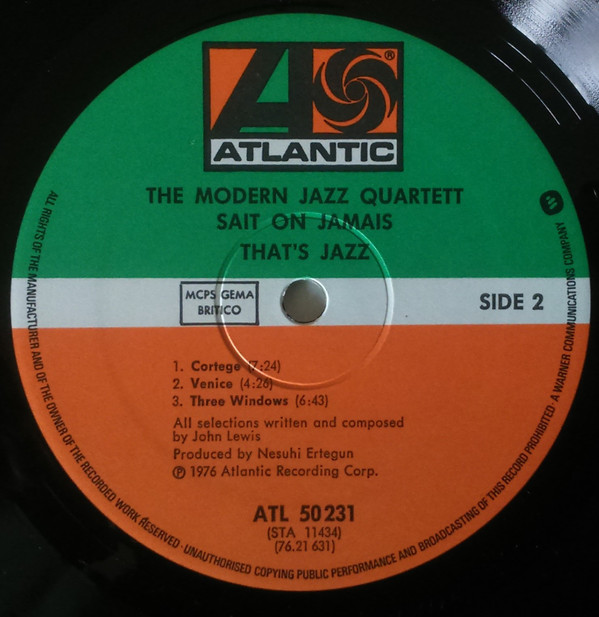 ATLANTIC
®
THE MODERN JAZZ QUARTETT
SAIT ON JAMAIS
THAT'S JAZZ
MCPS GEMA
BRITICO
SIDE 2
1. Cortege (7:24)
2. Venice (4:26)
3. Three Windows (6:43)
All selections written and composed
by John Lewis
Produced by Nesuhi Ertegun
℗ 1976 Atlantic Recording Corp.
ATL 50231
(STA 11434)
(76.21 631)
ALL RIGHTS OF THE MANUFACTURER AND OF THE OWNER OF THE RECORDED WORK RESERVED · UNAUTHORISED COPYING PUBLIC PERFORMANCE AND BROADCASTING OF THIS RECORD PROHIBITED · A WARNER COMMUNICATIONS COMPANY